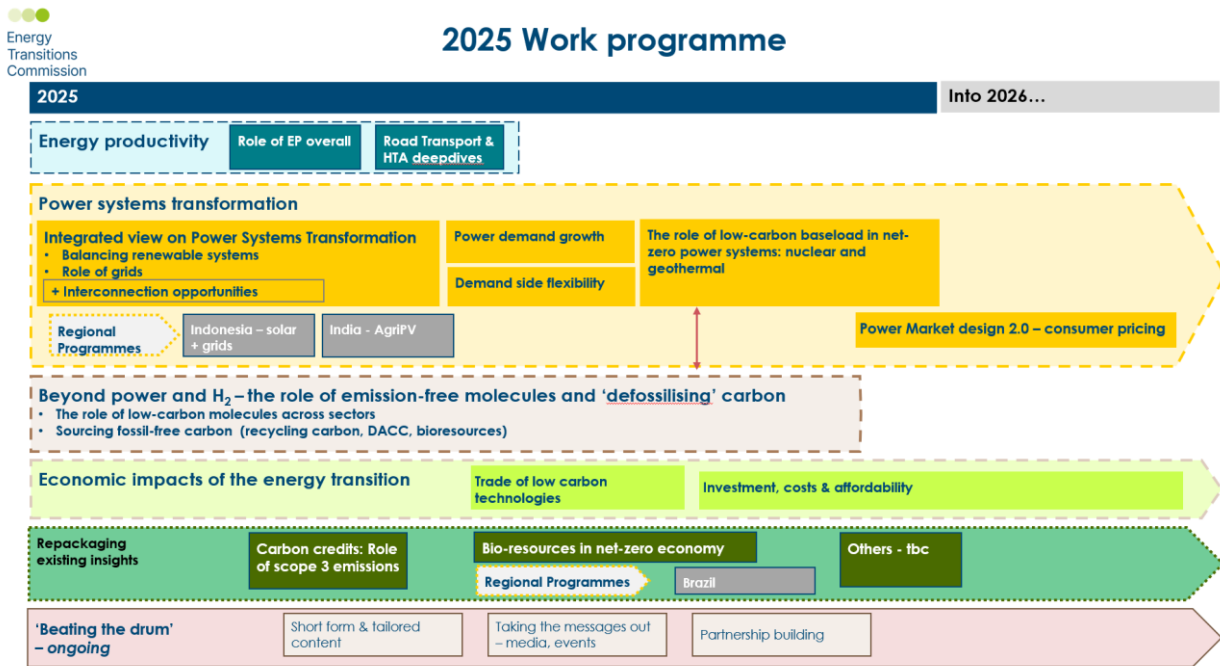 Energy
Transitions
Commission
2025 Work programme
2025
Into 2026...
Energy productivity
Role of EP overall
Road Transport &
HTA deepdives
Power systems transformation
Integrated view on Power Systems Transformation
• Balancing renewable systems
• Role of grids
+ Interconnection opportunities
Power demand growth
Demand side flexibility
The role of low-carbon baseload in net-
zero power systems: nuclear and
geothermal
Regional
Programmes
Indonesia – solar
+ grids
India - AgriPV
Power Market design 2.0 – consumer pricing
Beyond power and H₂ – the role of emission-free molecules and ‘defossilising’ carbon
• The role of low-carbon molecules across sectors
• Sourcing fossil-free carbon (recycling carbon, DACC, bioresources)
Economic impacts of the energy transition
Trade of low carbon
technologies
Investment, costs & affordability
Repackaging
existing insights
Carbon credits: Role
of scope 3 emissions
Bio-resources in net-zero economy
Regional Programmes
Brazil
Others - tbc
‘Beating the drum’
– ongoing
Short form & tailored
content
Taking the messages out
– media, events
Partnership building